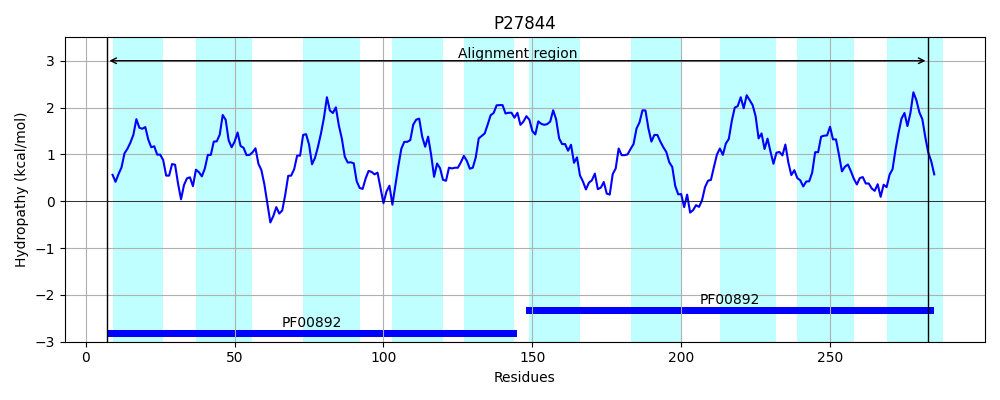 P27844
Hydropathy (kcal/mol)
3
2
1
0
−1
−2
−3
Alignment region
PF00892
PF00892
0
50
100
150
200
250
Residues